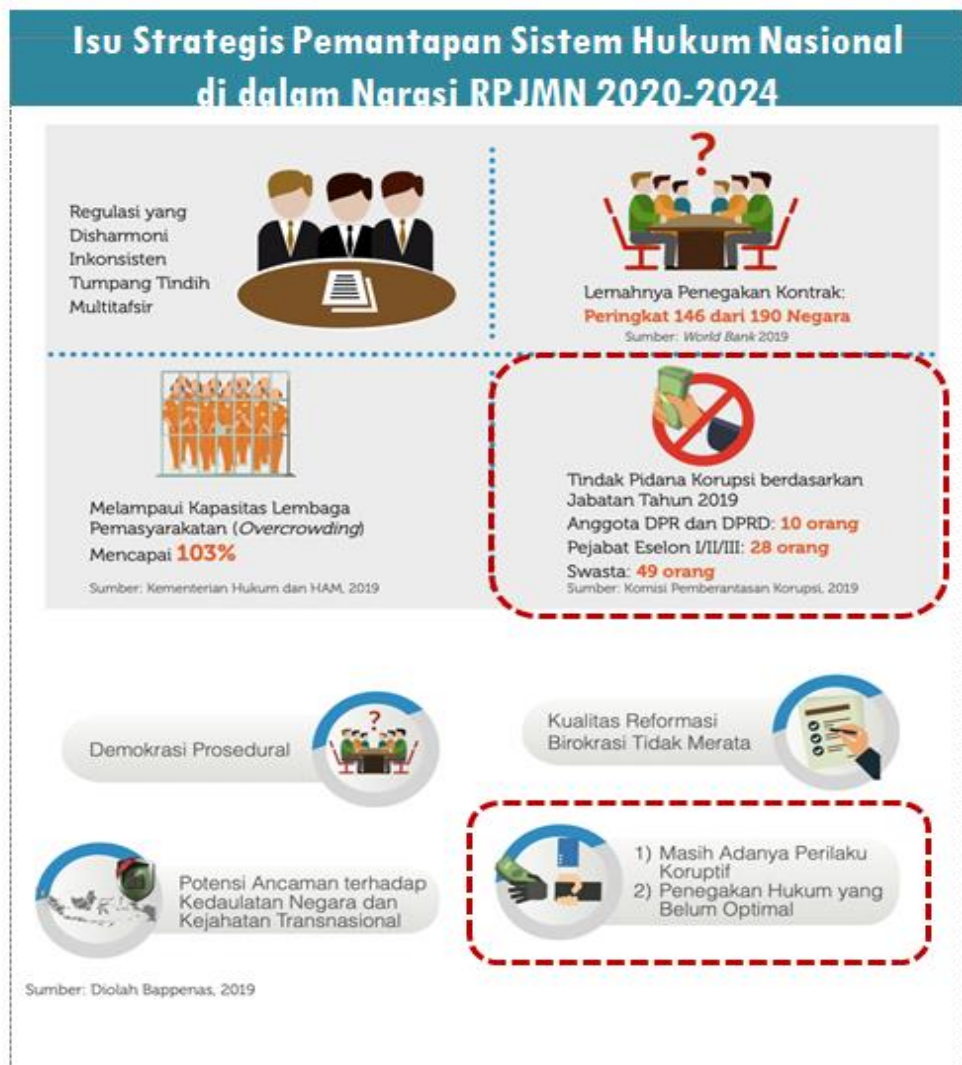 Isu Strategis Pemantapan Sistem Hukum Nasional
di dalam Narasi RPJMN 2020-2024
Regulasi yang
Disharmoni
Inkonsisten
Tumpang Tindih
Multitafsir
?
Lemahnya Penegakan Kontrak:
Peringkat 146 dari 190 Negara
Sumber: World Bank 2019
Melampaui Kapasitas Lembaga
Pemasyarakatan (Overcrowding)
Mencapai 103%
Sumber: Kementerian Hukum dan HAM, 2019
Tindak Pidana Korupsi berdasarkan
Jabatan Tahun 2019
Anggota DPR dan DPRD: 10 orang
Pejabat Eselon I/II/III: 28 orang
Swasta: 49 orang
Sumber: Komisi Pemberantasan Korupsi, 2019
Demokrasi Prosedural
?
Kualitas Reformasi
Birokrasi Tidak Merata
Potensi Ancaman terhadap
Kedaulatan Negara dan
Kejahatan Transnasional
1) Masih Adanya Perilaku
Koruptif
2) Penegakan Hukum yang
Belum Optimal
Sumber: Diolah Bappenas, 2019